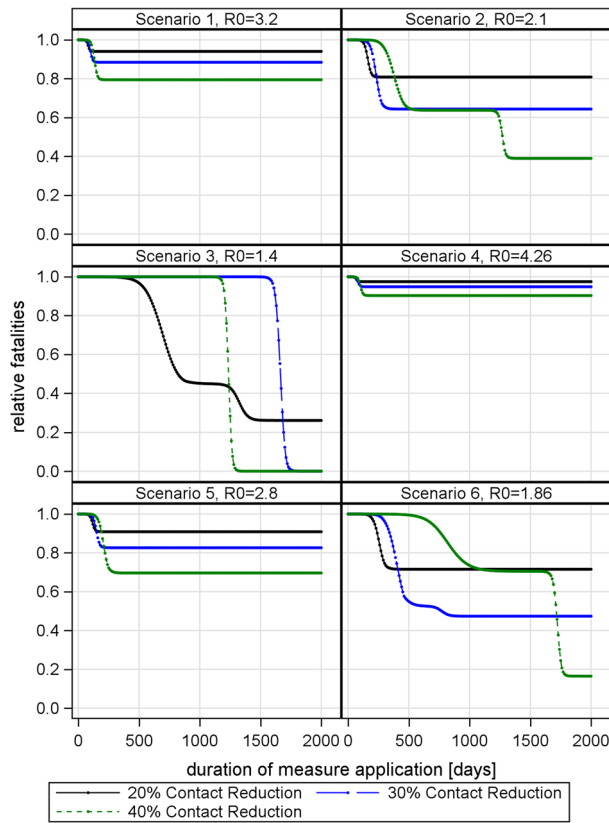 Scenario 1, R0=3.2
Scenario 2, R0=2.1
1.0
0.8
0.6
0.4
0.2
0.0
Scenario 3, R0=1.4
Scenario 4, R0=4.26
1.0
0.8
0.6
0.4
0.2
0.0
relative fatalities
Scenario 5, R0=2.8
Scenario 6, R0=1.86
1.0
0.8
0.6
0.4
0.2
0.0
0 500 1000 1500 2000 0 500 1000 1500 2000
duration of measure application [days]
20% Contact Reduction 30% Contact Reduction
40% Contact Reduction